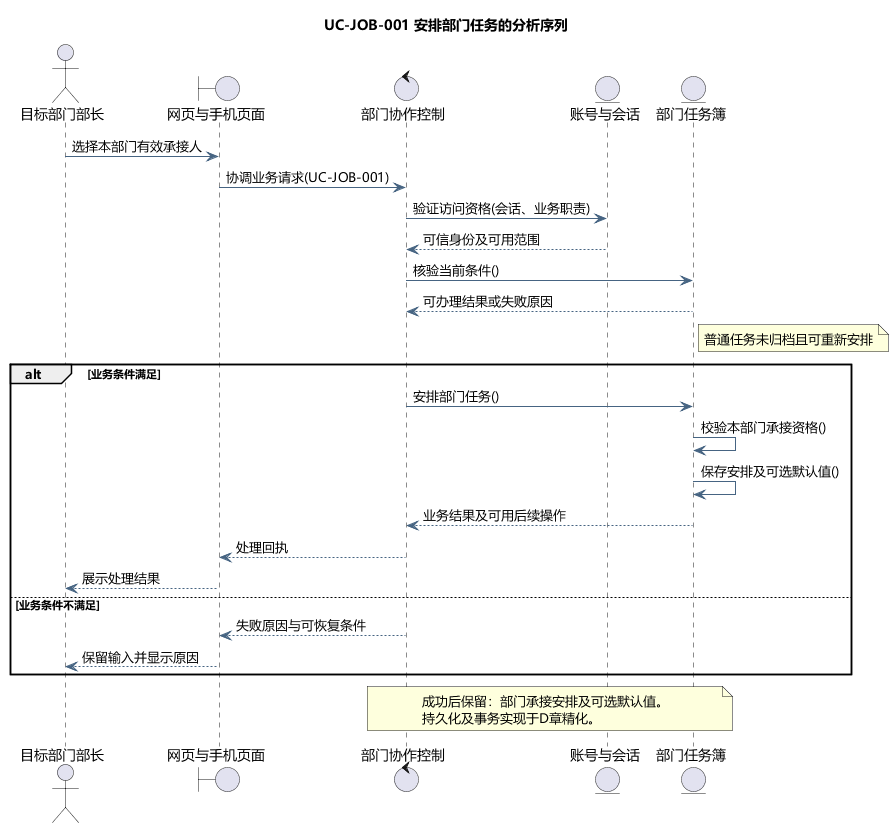 UC-JOB-001 安排部门任务的分析序列
目标部门部长
网页与手机页面
部门协作控制
账号与会话
部门任务簿
选择本部门有效承接人
协调业务请求(UC-JOB-001)
验证访问资格(会话、业务职责)
可信身份及可用范围
核验当前条件()
可办理结果或失败原因
普通任务未归档且可重新安排
alt [业务条件满足]
安排部门任务()
校验本部门承接资格()
保存安排及可选默认值()
业务结果及可用后续操作
处理回执
展示处理结果
[业务条件不满足]
失败原因与可恢复条件
保留输入并显示原因
成功后保留：部门承接安排及可选默认值。
持久化及事务实现于D章精化。
目标部门部长
网页与手机页面
部门协作控制
账号与会话
部门任务簿